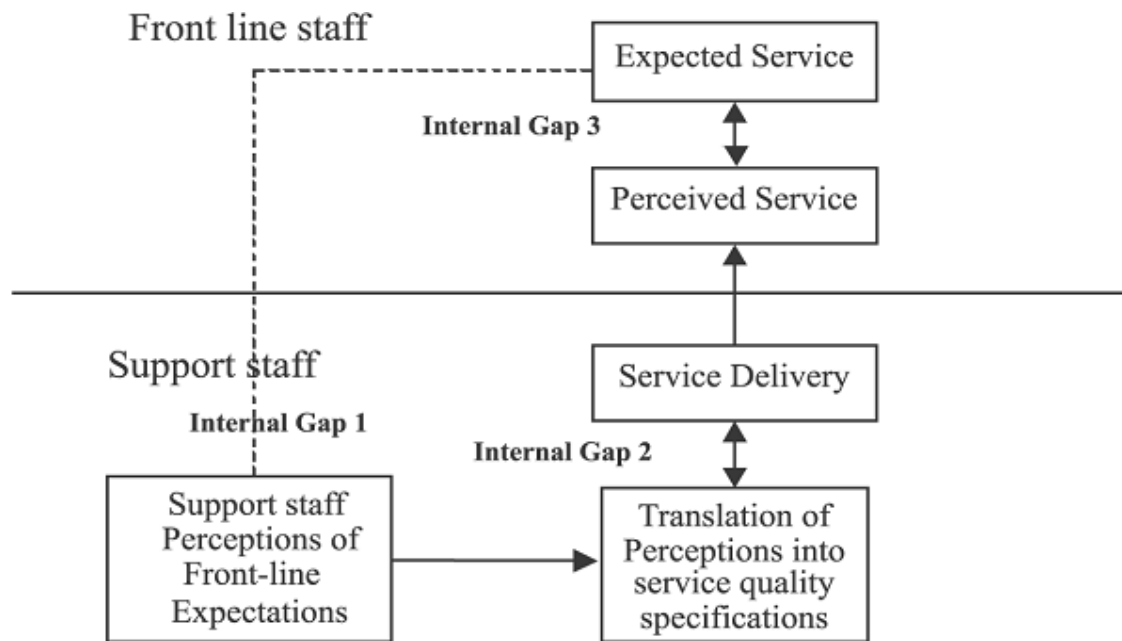 Front line staff
Expected Service
Internal Gap 3
Perceived Service
Support staff
Service Delivery
Internal Gap 1
Internal Gap 2
Support staff
Perceptions of
Front-line
Expectations
Translation of
Perceptions into
service quality
specifications